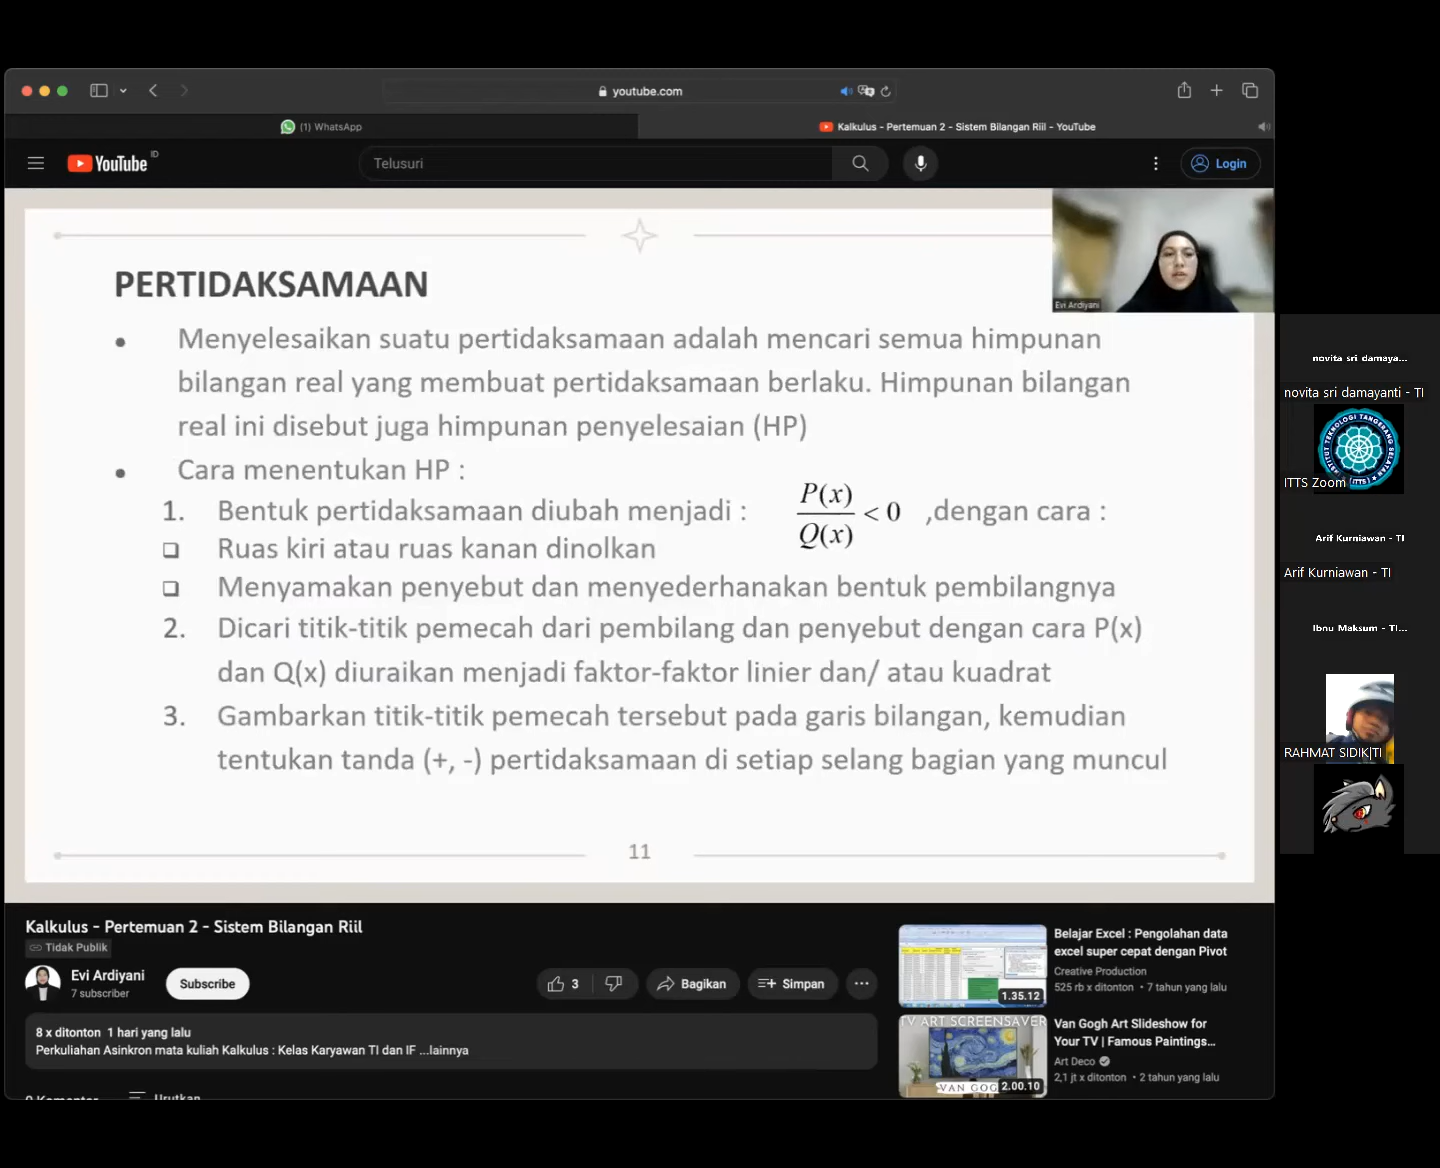 youtube.com
(1) WhatsApp
Kalkulus - Pertemuan 2 - Sistem Bilangan Riil - YouTube
YouTube ID
Telusuri
Login
PERTIDAKSAMAAN
Evi Ardiyani
• Menyelesaikan suatu pertidaksamaan adalah mencari semua himpunan
bilangan real yang membuat pertidaksamaan berlaku. Himpunan bilangan
real ini disebut juga himpunan penyelesaian (HP)
• Cara menentukan HP :
1. Bentuk pertidaksamaan diubah menjadi : P(x)/Q(x) < 0 ,dengan cara :
❑ Ruas kiri atau ruas kanan dinolkan
❑ Menyamakan penyebut dan menyederhanakan bentuk pembilangnya
2. Dicari titik-titik pemecah dari pembilang dan penyebut dengan cara P(x)
dan Q(x) diuraikan menjadi faktor-faktor linier dan/ atau kuadrat
3. Gambarkan titik-titik pemecah tersebut pada garis bilangan, kemudian
tentukan tanda (+, -) pertidaksamaan di setiap selang bagian yang muncul
11
Kalkulus - Pertemuan 2 - Sistem Bilangan Riil
Tidak Publik
Evi Ardiyani
7 subscriber
Subscribe
3
Bagikan
Simpan
8 x ditonton 1 hari yang lalu
Perkuliahan Asinkron mata kuliah Kalkulus : Kelas Karyawan TI dan IF ...lainnya
0 Komentar
Urutkan
1.35.12
Belajar Excel : Pengolahan data
excel super cepat dengan Pivot
Creative Production
525 rb x ditonton • 7 tahun yang lalu
TV ART SCREENSAVER
VAN GOG
2.00.10
Van Gogh Art Slideshow for
Your TV | Famous Paintings...
Art Deco
2,1 jt x ditonton • 2 tahun yang lalu
novita sri damaya...
novita sri damayanti - TI
INSTITUT TEKNOLOGI TANGERANG SELATAN
(ITTS)
ITTS Zoom
Arif Kurniawan - TI
Arif Kurniawan - TI
Ibnu Maksum - TI...
RAHMAT SIDIK|TI